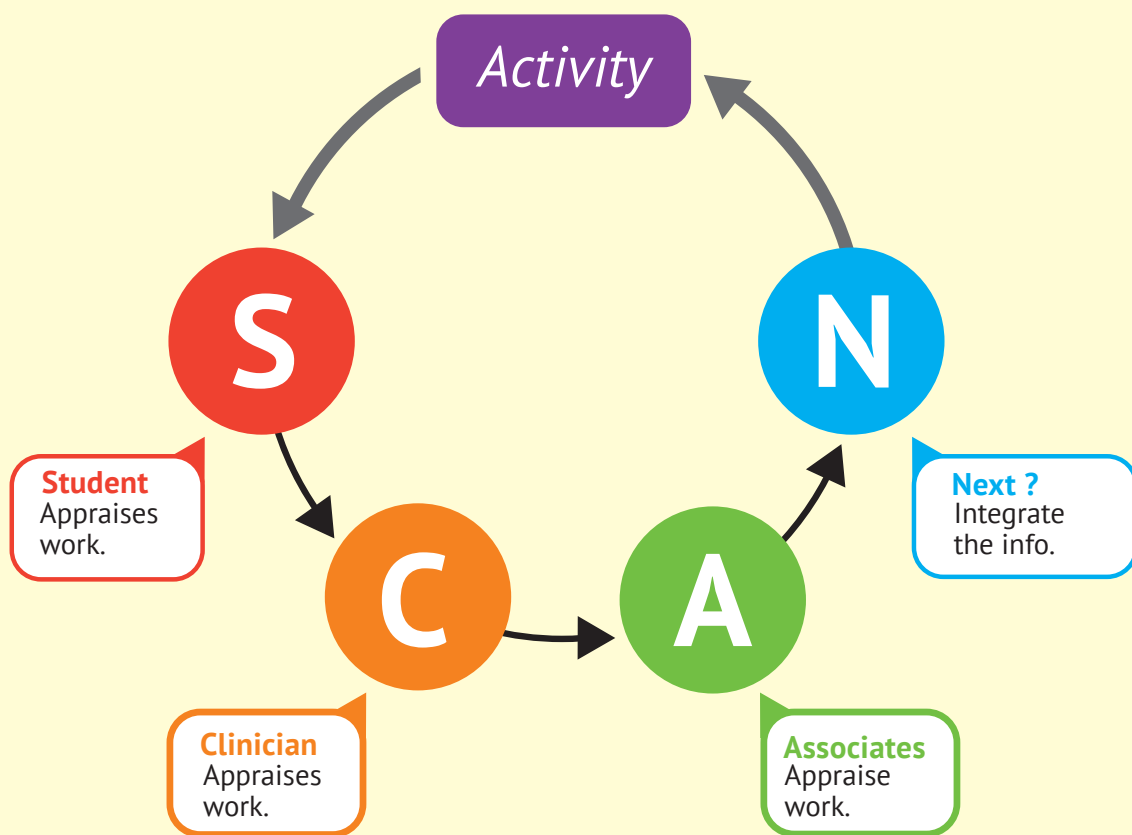 Activity
S
N
Student
Appraises
work.
Next ?
Integrate
the info.
C
A
Clinician
Appraises
work.
Associates
Appraise
work.